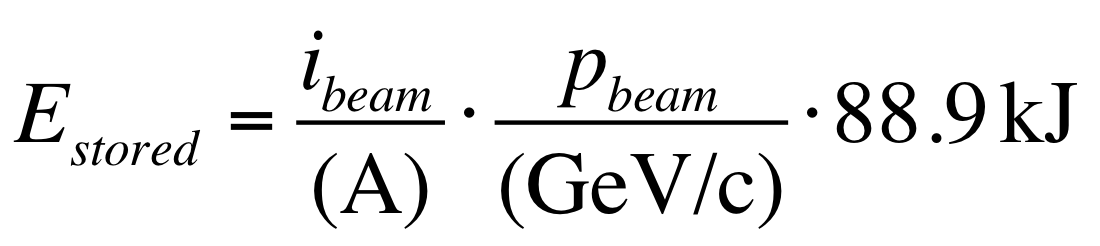 E_stored = i_beam/(A) · p_beam/(GeV/c) · 88.9 kJ